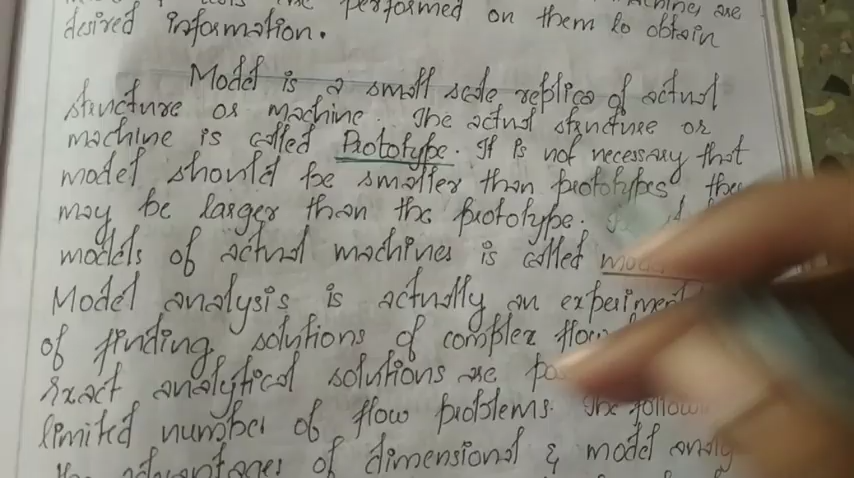 performed on them to obtain
desired information.
Model is a small scale replica of actual
structure or machine. The actual structure or
machine is called Prototype. It is not necessary that
model should be smaller than prototypes
may be larger than the prototype.
models of actual machines is called
Model analysis is actually an
of finding solutions of complex
Exact analytical solutions are
limited number of flow problems. The
of dimensional & model